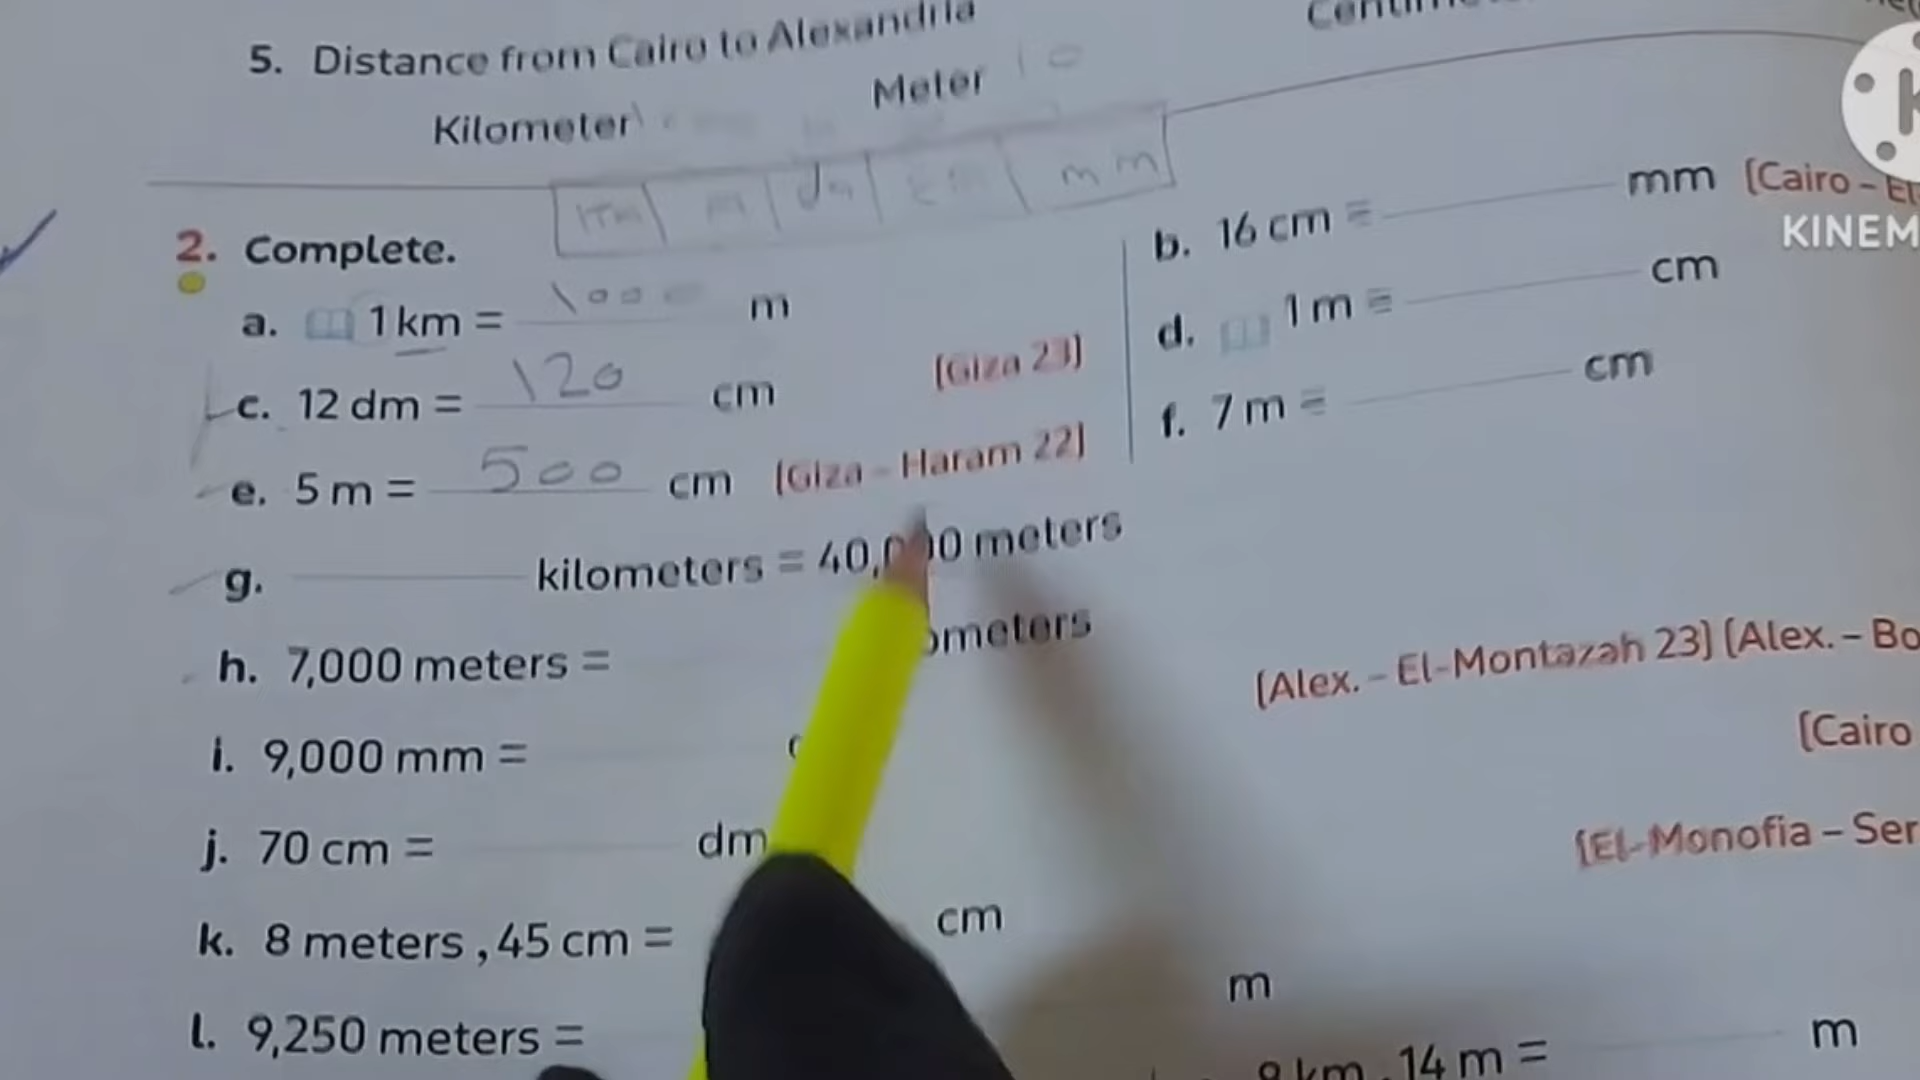 5. Distance from Cairo to Alexandria
Kilometer
Meter 10
km m dm cm mm
2. Complete.
a. 1 km = 1000 m
b. 16 cm = mm [Cairo – El
KINEM
c. 12 dm = 120 cm [Giza 23]
d. 1 m = cm
e. 5 m = 500 cm [Giza – Haram 22]
f. 7 m = cm
g. kilometers = 40,000 meters
h. 7,000 meters = ometers
[Alex. – El-Montazah 23] [Alex. – Bo
i. 9,000 mm =
[Cairo
j. 70 cm = dm
[El-Monofia – Ser
k. 8 meters , 45 cm = cm
l. 9,250 meters = m
14 m = m